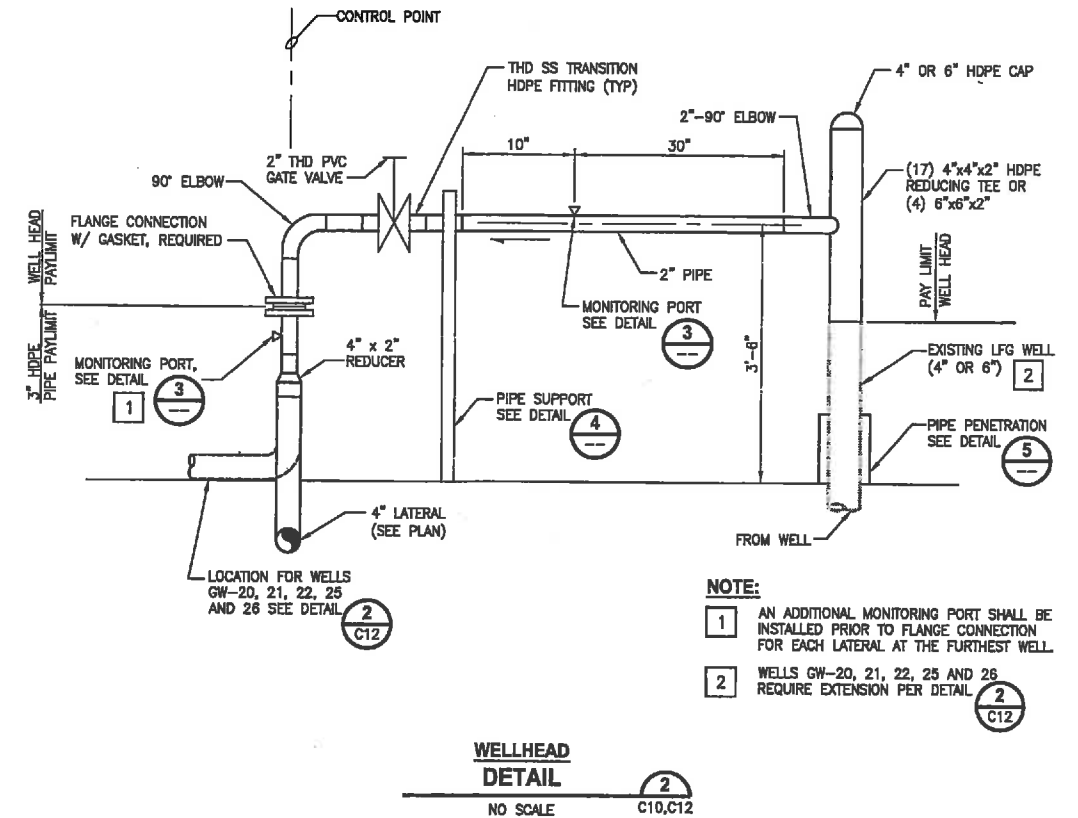 CONTROL POINT
THD SS TRANSITION
HDPE FITTING (TYP)
4" OR 6" HDPE CAP
2"-90° ELBOW
10"
30"
2" THD PVC
GATE VALVE
90° ELBOW
(17) 4"x4"x2" HDPE
REDUCING TEE OR
(4) 6"x6"x2"
FLANGE CONNECTION
W/ GASKET, REQUIRED
WELL HEAD
PAYLIMIT
3" HDPE
PIPE PAYLIMIT
PAY LIMIT
WELL HEAD
2" PIPE
MONITORING PORT
SEE DETAIL
3
--
3'-6"
MONITORING PORT,
SEE DETAIL
1
3
--
4" x 2"
REDUCER
EXISTING LFG WELL
(4" OR 6")
2
PIPE SUPPORT
SEE DETAIL
4
--
PIPE PENETRATION
SEE DETAIL
5
--
4" LATERAL
(SEE PLAN)
FROM WELL
LOCATION FOR WELLS
GW-20, 21, 22, 25
AND 26 SEE DETAIL
2
C12
NOTE:
1
AN ADDITIONAL MONITORING PORT SHALL BE
INSTALLED PRIOR TO FLANGE CONNECTION
FOR EACH LATERAL AT THE FURTHEST WELL.
2
WELLS GW-20, 21, 22, 25 AND 26
REQUIRE EXTENSION PER DETAIL
2
C12
WELLHEAD
DETAIL
2
NO SCALE
C10,C12